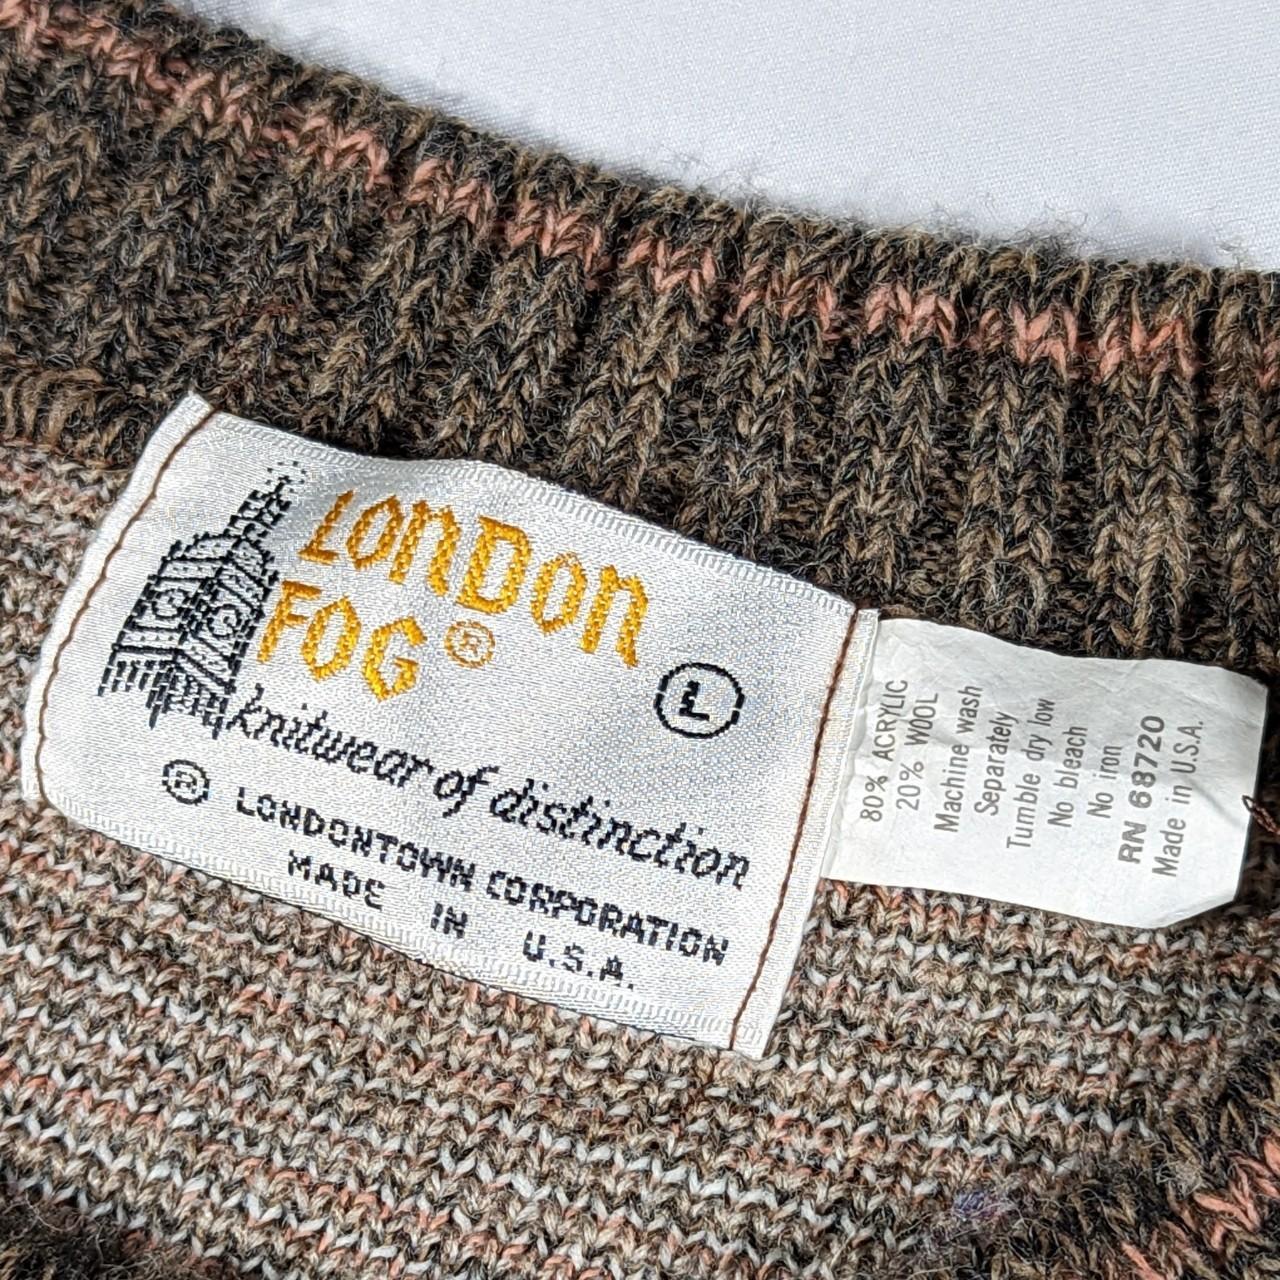 LONDON
FOG®
L
knitwear of distinction
® LONDONTOWN CORPORATION
MADE IN U.S.A.
80% ACRYLIC
20% WOOL
Machine wash
Separately
Tumble dry low
No bleach
No iron
RN 68720
Made in U.S.A.